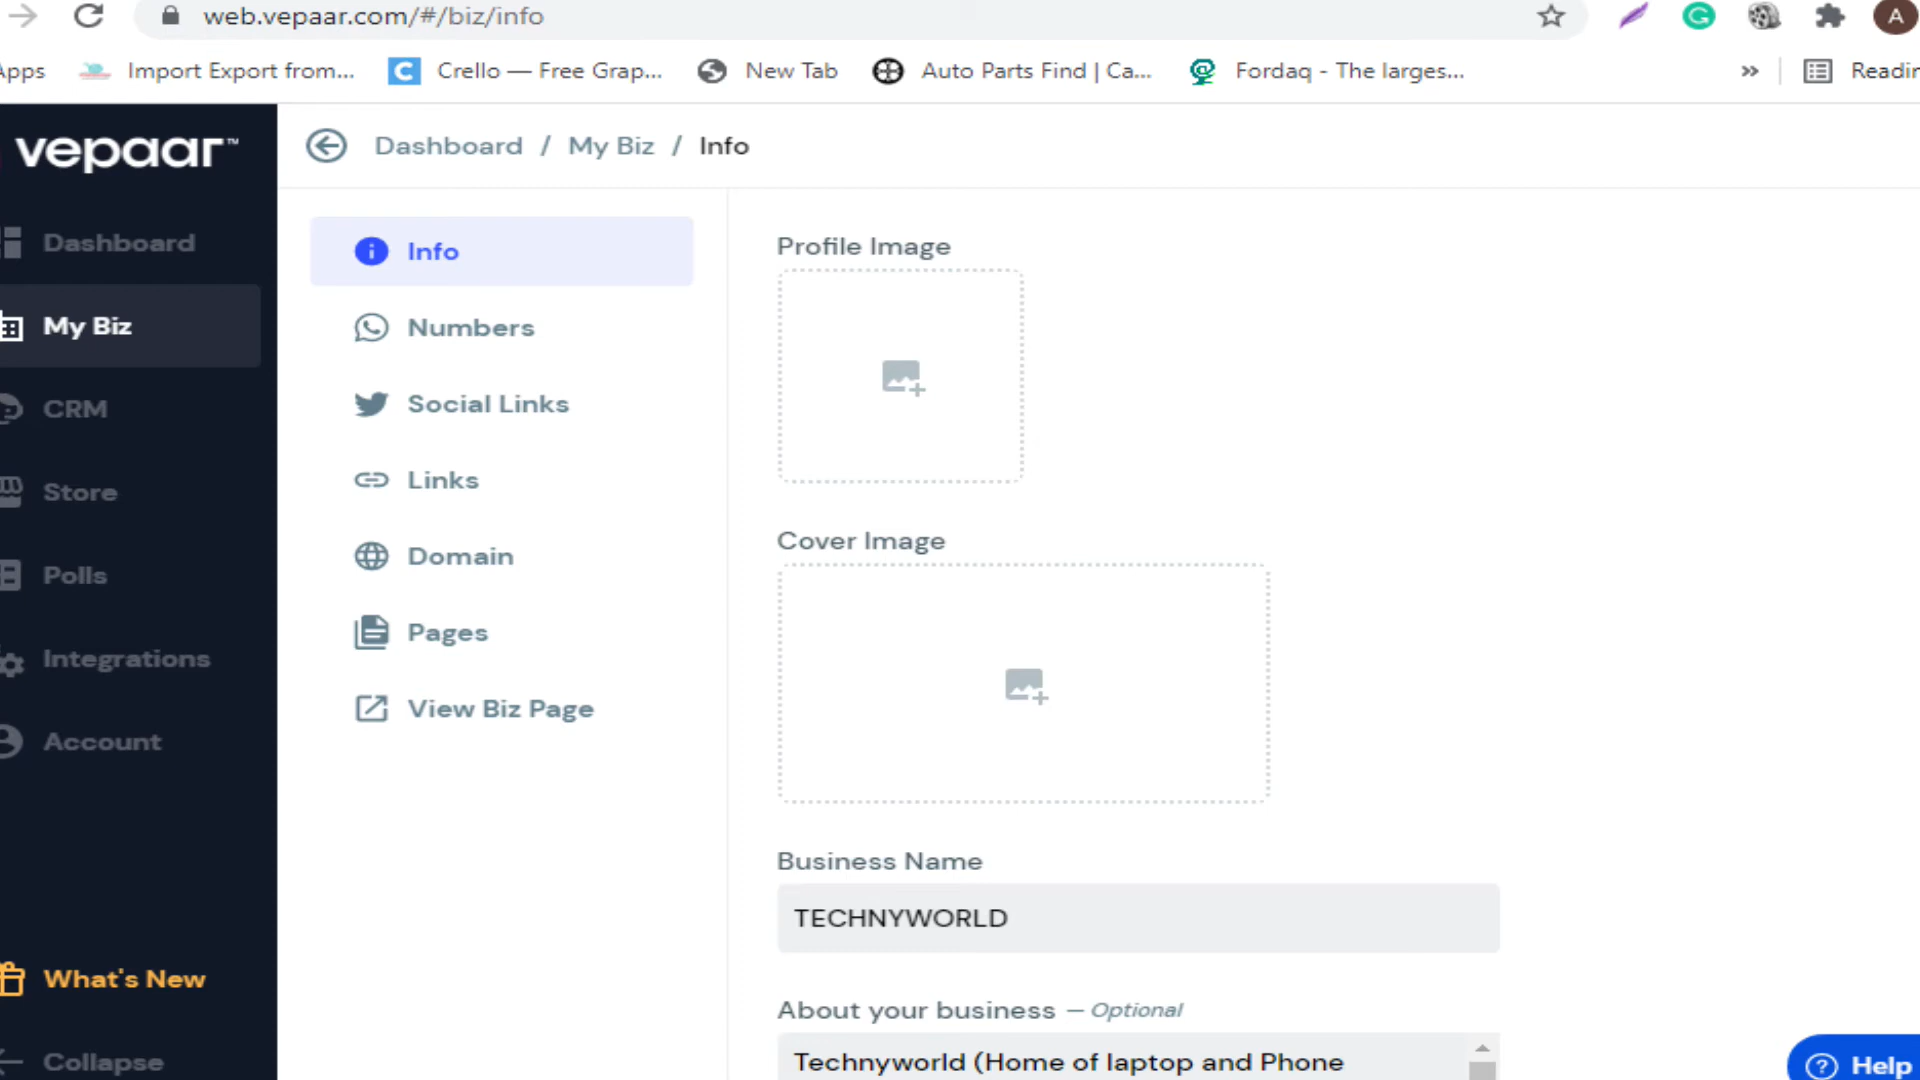 web.vepaar.com/#/biz/info
A
Apps
Import Export from...
Crello — Free Grap...
New Tab
Auto Parts Find | Ca...
Fordaq - The larges...
»
Readin
vepaar™
Dashboard / My Biz / Info
Dashboard
My Biz
CRM
Store
Polls
Integrations
Account
What's New
Collapse
Info
Numbers
Social Links
Links
Domain
Pages
View Biz Page
Profile Image
Cover Image
Business Name
TECHNYWORLD
About your business — Optional
Technyworld (Home of laptop and Phone
Help